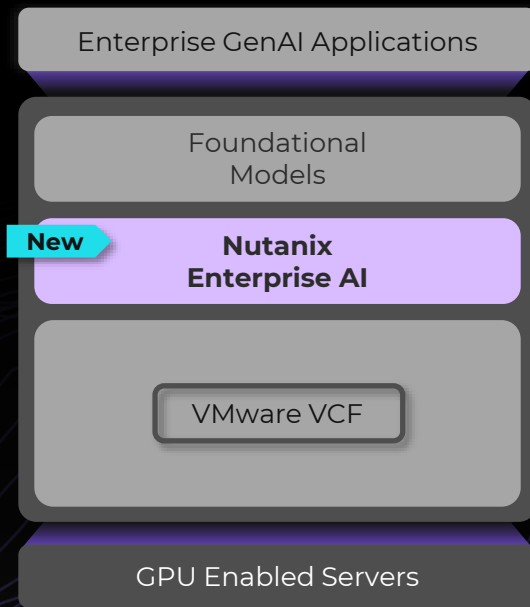 Enterprise GenAI Applications
Foundational
Models
New
Nutanix
Enterprise AI
VMware VCF
GPU Enabled Servers